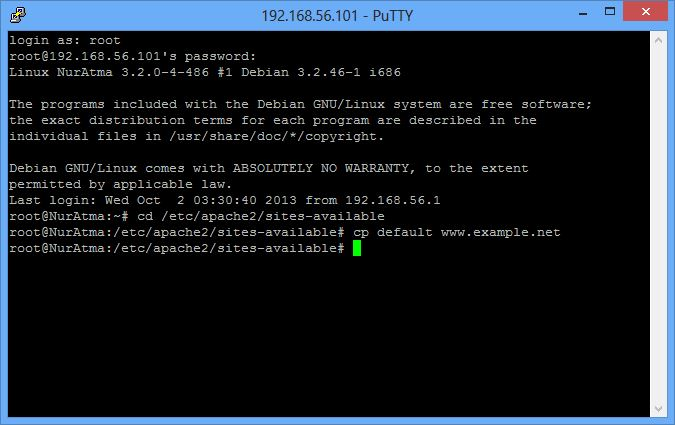 192.168.56.101 - PuTTY
login as: root
root@192.168.56.101's password:
Linux NurAtma 3.2.0-4-486 #1 Debian 3.2.46-1 i686
The programs included with the Debian GNU/Linux system are free software;
the exact distribution terms for each program are described in the
individual files in /usr/share/doc/*/copyright.
Debian GNU/Linux comes with ABSOLUTELY NO WARRANTY, to the extent
permitted by applicable law.
Last login: Wed Oct  2 03:30:40 2013 from 192.168.56.1
root@NurAtma:~# cd /etc/apache2/sites-available
root@NurAtma:/etc/apache2/sites-available# cp default www.example.net
root@NurAtma:/etc/apache2/sites-available#